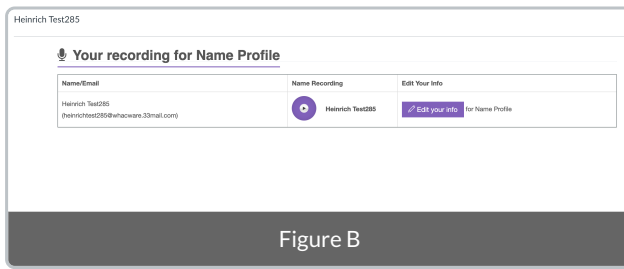 Heinrich Test285
Your recording for Name Profile
Name/Email Name Recording Edit Your Info
Heinrich Test285
(heinrichtest285@whacware.33mail.com)
Heinrich Test285
Edit your info for Name Profile
Figure B